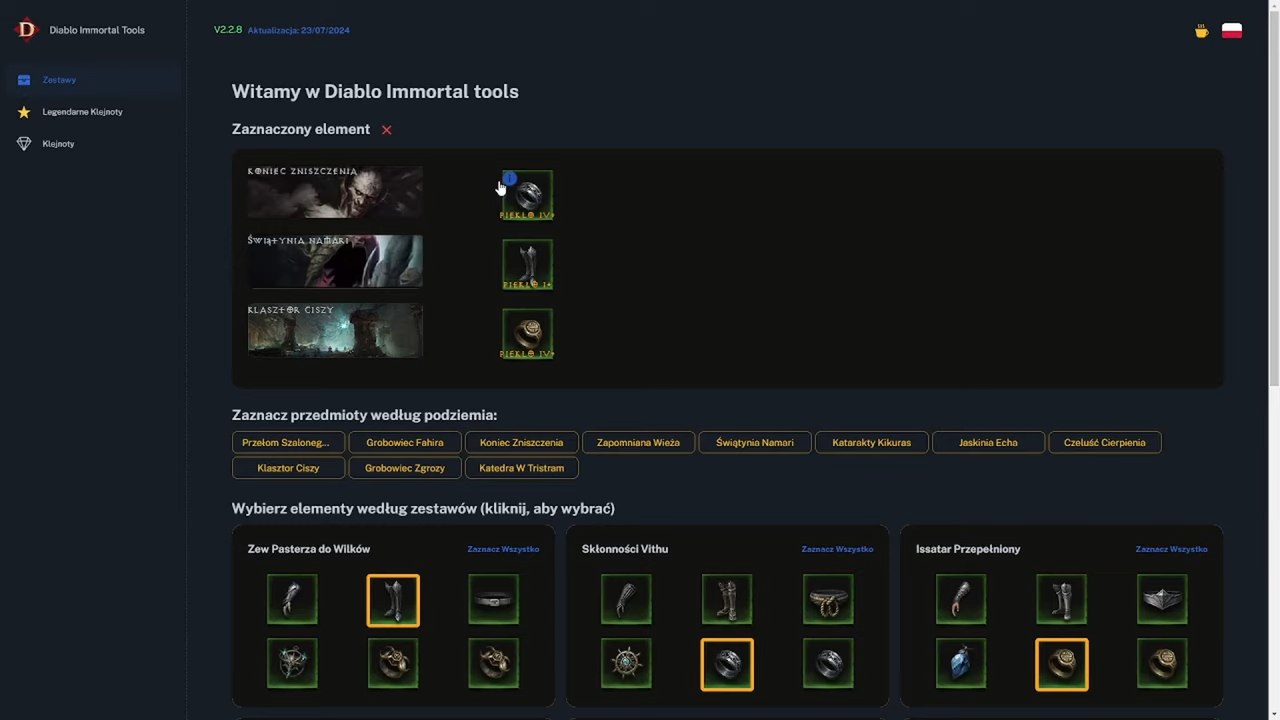 Diablo Immortal Tools
V2.2.8 Aktualizacja: 23/07/2024
Zestawy
Legendarne Klejnoty
Klejnoty
Witamy w Diablo Immortal tools
Zaznaczony element
KONIEC ZNISZCZENIA
PIEKŁO IV+
ŚWIĄTYNIA NAMARI
PIEKŁO I+
KLASZTOR CISZY
PIEKŁO IV+
Zaznacz przedmioty według podziemia:
Przełom Szaloneg...
Grobowiec Fahira
Koniec Zniszczenia
Zapomniana Wieża
Świątynia Namari
Katarakty Kikuras
Jaskinia Echa
Czeluść Cierpienia
Klasztor Ciszy
Grobowiec Zgrozy
Katedra W Tristram
Wybierz elementy według zestawów (kliknij, aby wybrać)
Zew Pasterza do Wilków
Zaznacz Wszystko
Skłonności Vithu
Zaznacz Wszystko
Issatar Przepełniony
Zaznacz Wszystko